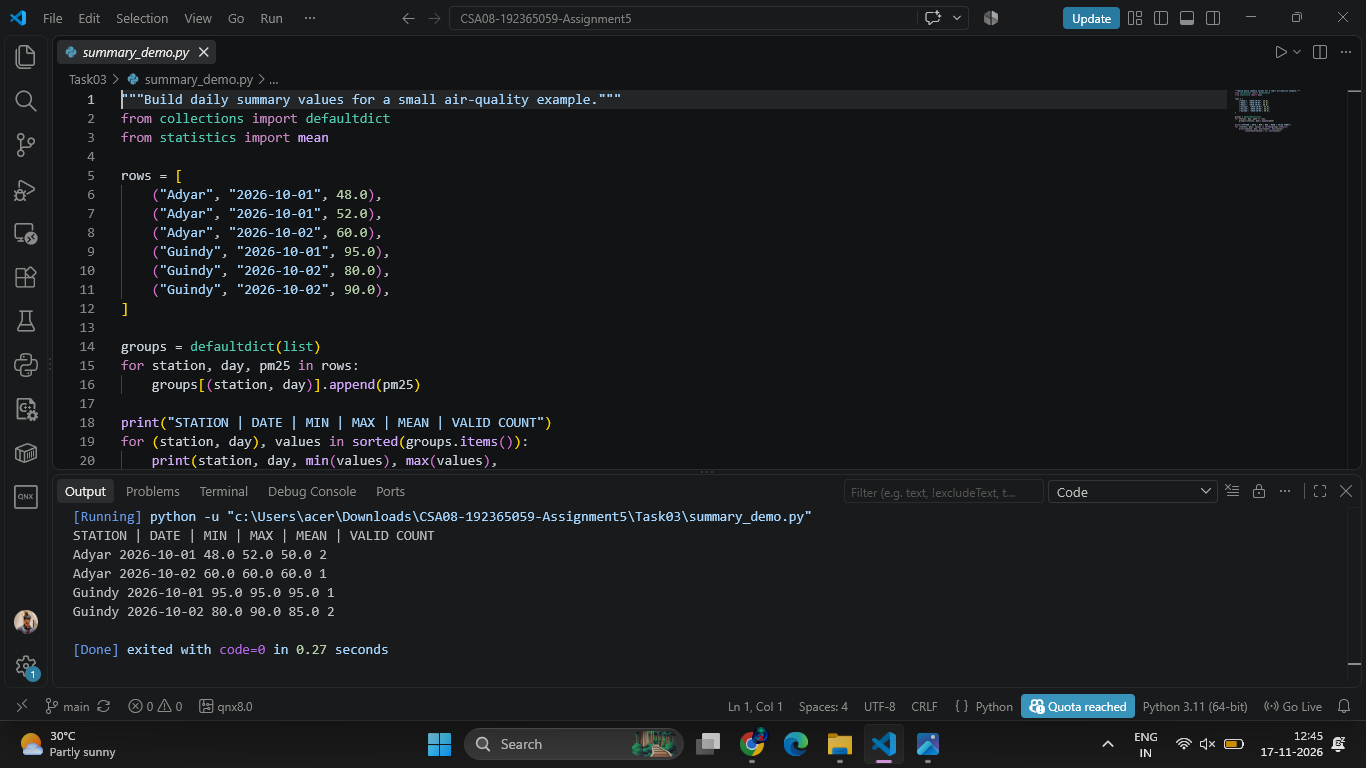 File Edit Selection View Go Run ···
CSA08-192365059-Assignment5
Update
summary_demo.py
Task03 > summary_demo.py > ...
1 """Build daily summary values for a small air-quality example."""
2 from collections import defaultdict
3 from statistics import mean
4
5 rows = [
6 ("Adyar", "2026-10-01", 48.0),
7 ("Adyar", "2026-10-01", 52.0),
8 ("Adyar", "2026-10-02", 60.0),
9 ("Guindy", "2026-10-01", 95.0),
10 ("Guindy", "2026-10-02", 80.0),
11 ("Guindy", "2026-10-02", 90.0),
12 ]
13
14 groups = defaultdict(list)
15 for station, day, pm25 in rows:
16 groups[(station, day)].append(pm25)
17
18 print("STATION | DATE | MIN | MAX | MEAN | VALID COUNT")
19 for (station, day), values in sorted(groups.items()):
20 print(station, day, min(values), max(values),
QNX
Output Problems Terminal Debug Console Ports
Filter (e.g. text, !excludeText, t...
Code
[Running] python -u "c:\Users\acer\Downloads\CSA08-192365059-Assignment5\Task03\summary_demo.py"
STATION | DATE | MIN | MAX | MEAN | VALID COUNT
Adyar 2026-10-01 48.0 52.0 50.0 2
Adyar 2026-10-02 60.0 60.0 60.0 1
Guindy 2026-10-01 95.0 95.0 95.0 1
Guindy 2026-10-02 80.0 90.0 85.0 2
[Done] exited with code=0 in 0.27 seconds
1
main 0 0 qnx8.0
Ln 1, Col 1 Spaces: 4 UTF-8 CRLF { } Python Quota reached Python 3.11 (64-bit) Go Live
30°C
Partly sunny
Search
ENG
IN
12:45
17-11-2026